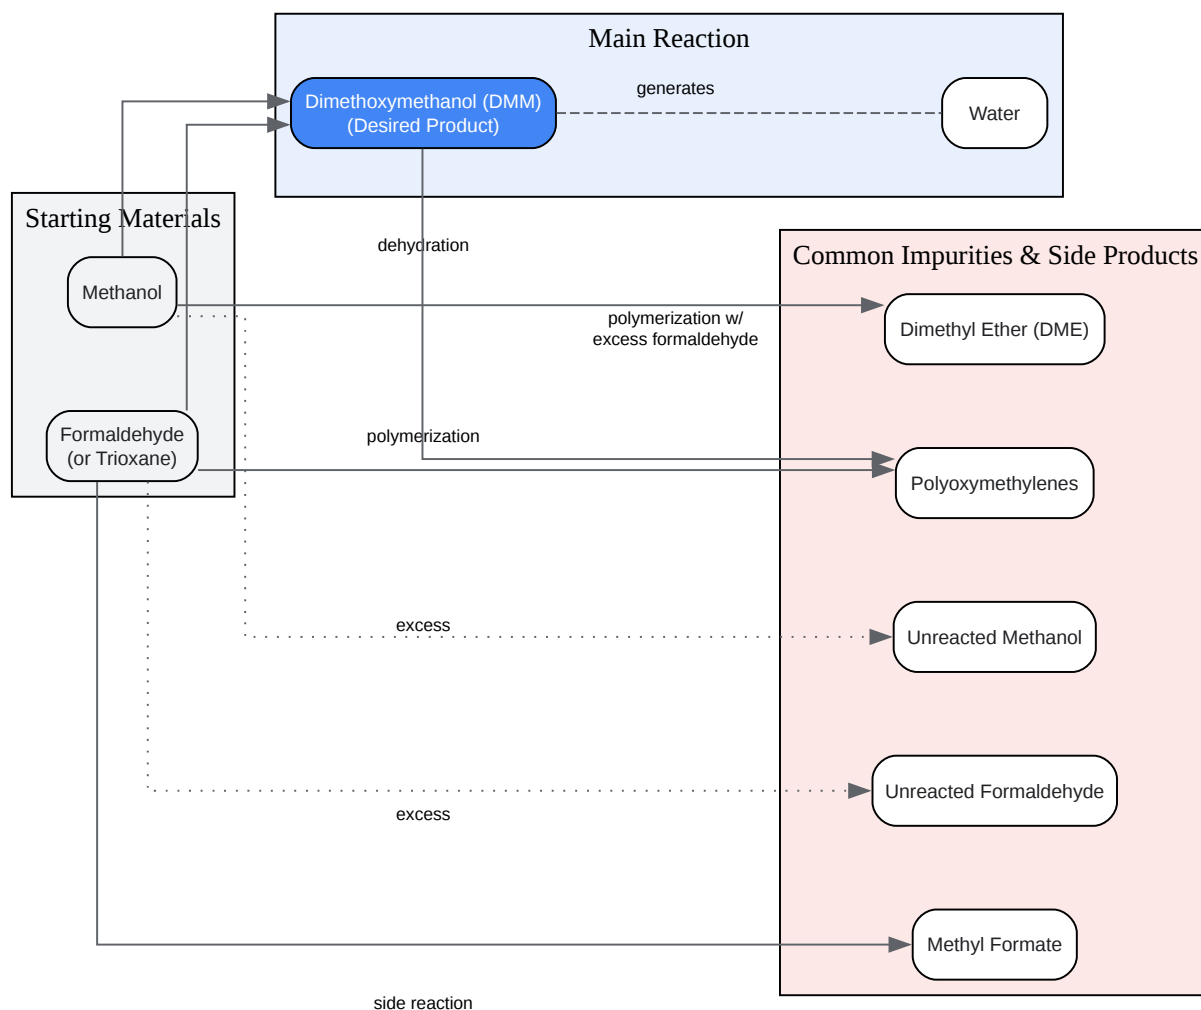 Main Reaction
Dimethoxymethanol (DMM)
(Desired Product)
generates
Water
Starting Materials
Methanol
Formaldehyde
(or Trioxane)
dehydration
polymerization w/
excess formaldehyde
polymerization
excess
excess
side reaction
Common Impurities & Side Products
Dimethyl Ether (DME)
Polyoxymethylenes
Unreacted Methanol
Unreacted Formaldehyde
Methyl Formate